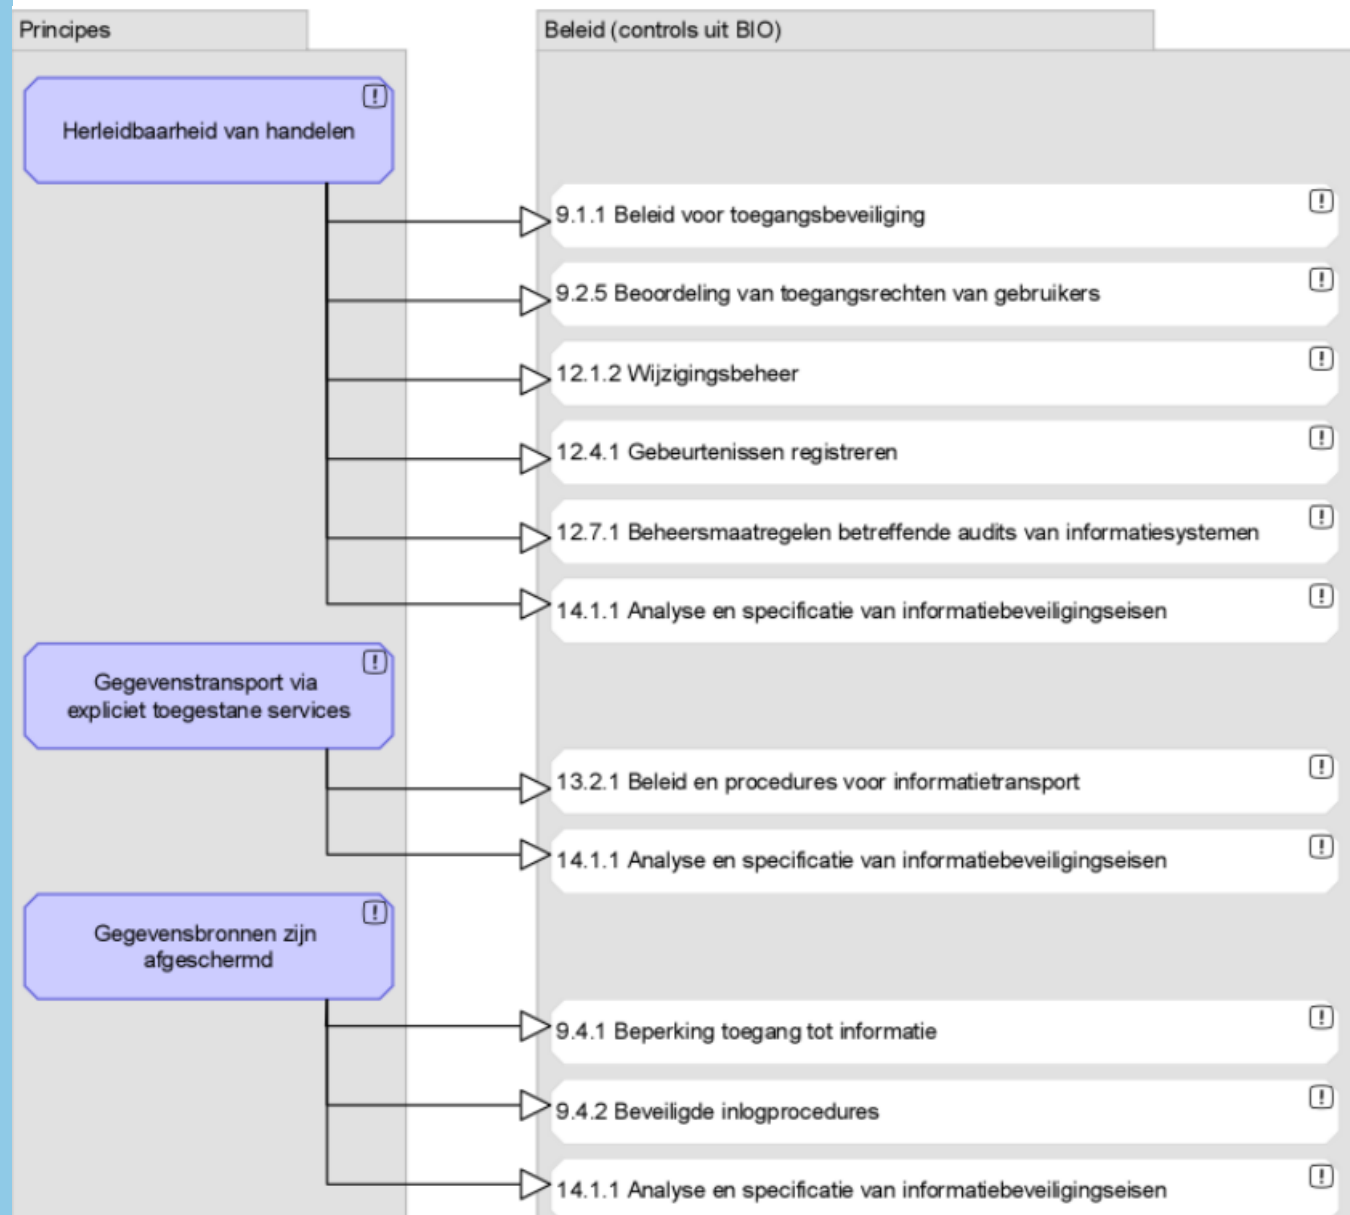 Principes
Beleid (controls uit BIO)
Herleidbaarheid van handelen
9.1.1 Beleid voor toegangsbeveiliging
9.2.5 Beoordeling van toegangsrechten van gebruikers
12.1.2 Wijzigingsbeheer
12.4.1 Gebeurtenissen registreren
12.7.1 Beheersmaatregelen betreffende audits van informatiesystemen
14.1.1 Analyse en specificatie van informatiebeveiligingseisen
Gegevenstransport via
expliciet toegestane services
13.2.1 Beleid en procedures voor informatietransport
14.1.1 Analyse en specificatie van informatiebeveiligingseisen
Gegevensbronnen zijn
afgeschermd
9.4.1 Beperking toegang tot informatie
9.4.2 Beveiligde inlogprocedures
14.1.1 Analyse en specificatie van informatiebeveiligingseisen